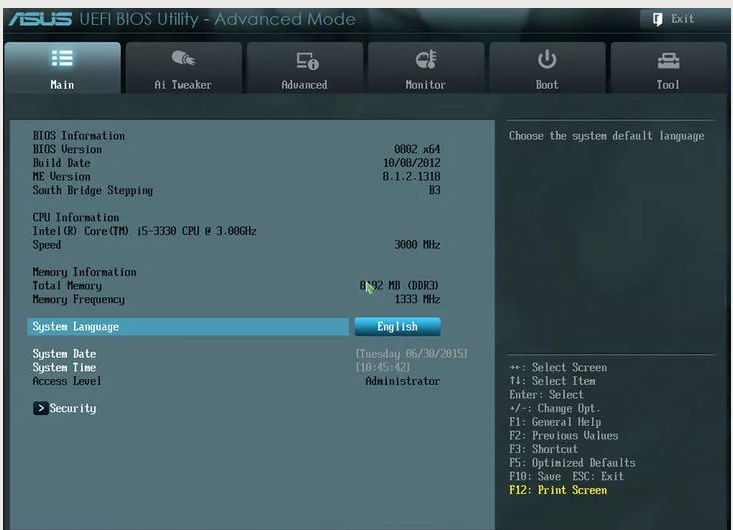 ASUS UEFI BIOS Utility - Advanced Mode
Exit
Main Ai Tweaker Advanced Monitor Boot Tool
BIOS Information
BIOS Version 0802 x64
Build Date 10/08/2012
ME Version 8.1.2.1318
South Bridge Stepping B3
CPU Information
Intel(R) Core(TM) i5-3330 CPU @ 3.00GHz
Speed 3000 MHz
Memory Information
Total Memory MB (DDR3)
Memory Frequency 1333 MHz
System Language English
System Date [Tuesday 06/30/2015]
System Time [10:45:42]
Access Level Administrator
> Security
Choose the system default language
→←: Select Screen
↑↓: Select Item
Enter: Select
+/-: Change Opt.
F1: General Help
F2: Previous Values
F3: Shortcut
F5: Optimized Defaults
F10: Save ESC: Exit
F12: Print Screen